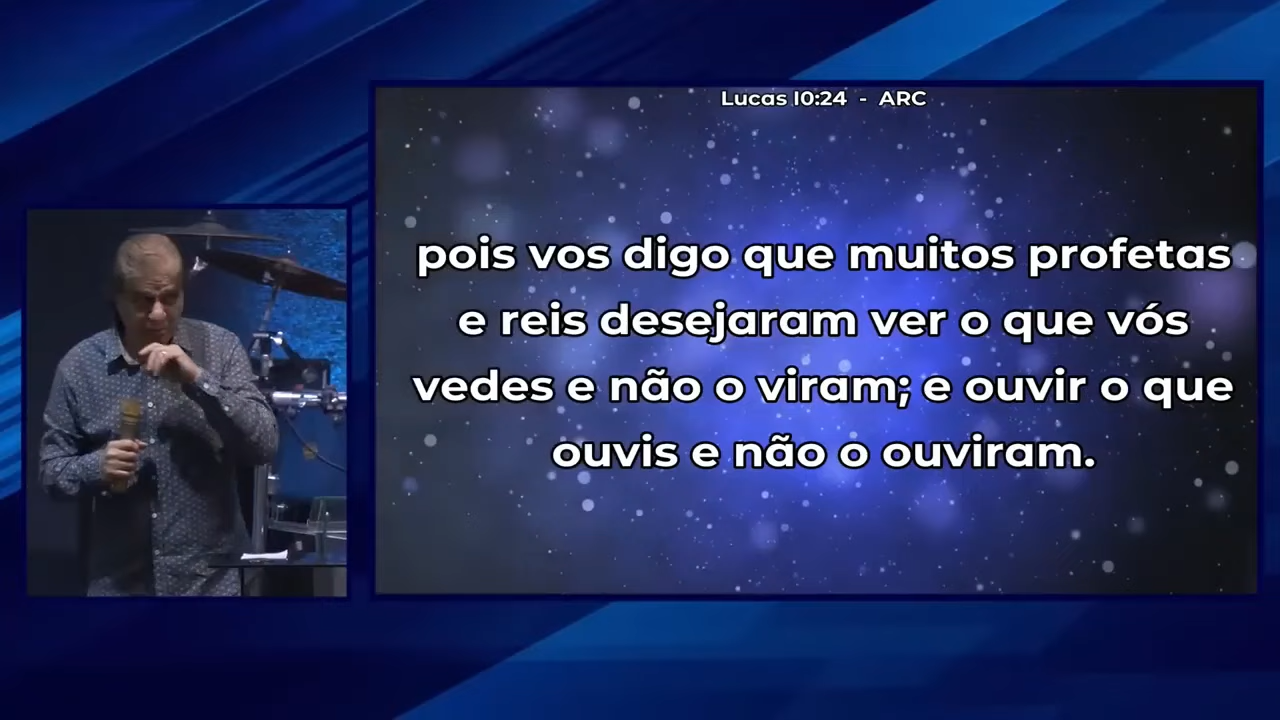 Lucas 10:24 - ARC
pois vos digo que muitos profetas
e reis desejaram ver o que vós
vedes e não o viram; e ouvir o que
ouvis e não o ouviram.